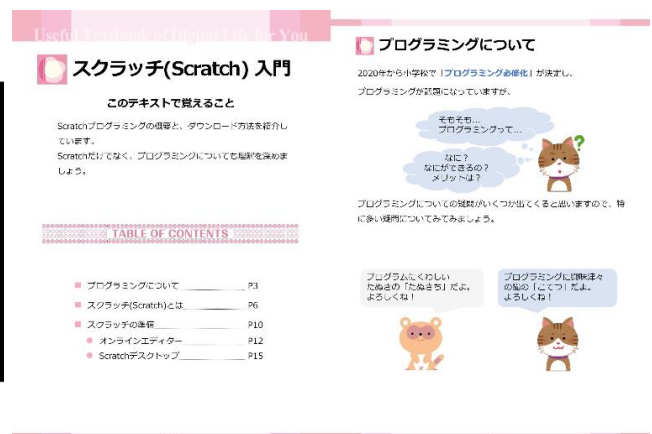 Useful Textbook of Digital Life for You
スクラッチ(Scratch) 入門
このテキストで覚えること
Scratchプログラミングの概要と、ダウンロード方法を紹介し
ています。
Scratchだけでなく、プログラミングについても理解を深めま
しょう。
TABLE OF CONTENTS
プログラミングについて P3
スクラッチ(Scratch)とは P6
スクラッチの準備 P10
オンラインエディター P12
Scratchデスクトップ P15
プログラミングについて
2020年から小学校で「プログラミング必修化」が決定し、
プログラミングが話題になっていますが、
そもそも…
プログラミングって…
なに?
なにができるの?
メリットは?
プログラミングについての疑問がいくつか出てくると思いますので、特
に多い疑問についてみてみましょう。
プログラムにくわしい
たぬきの「たぬきち」だよ。
よろしくね!
プログラミングに興味津々
の猫の「こてつ」だよ。
よろしくね!